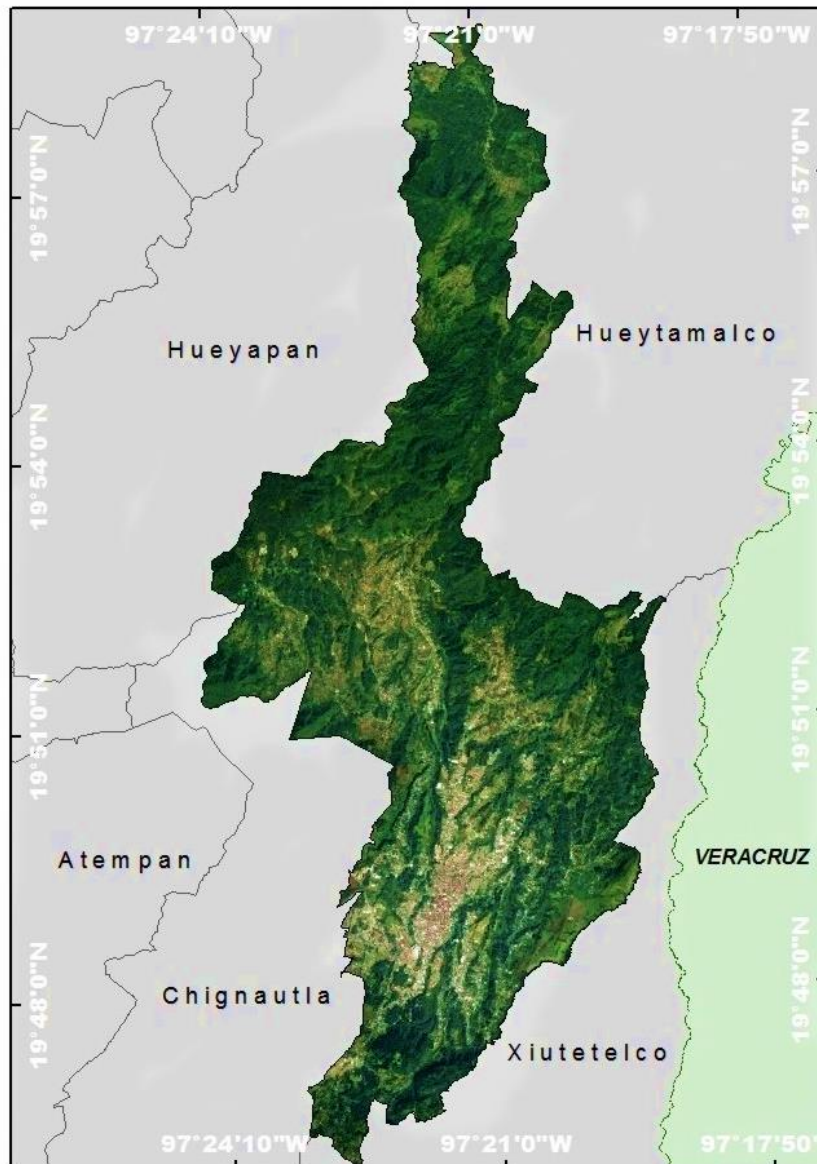 97°24'10"W 97°21'0"W 97°17'50"W
19°57'0"N
19°57'0"N
Hueyapan
Hueytamalco
19°54'0"N
19°54'0"N
19°51'0"N
19°51'0"N
Atempan
VERACRUZ
Chignautla
19°48'0"N
19°48'0"N
Xiutetelco
97°24'10"W 97°21'0"W 97°17'50"